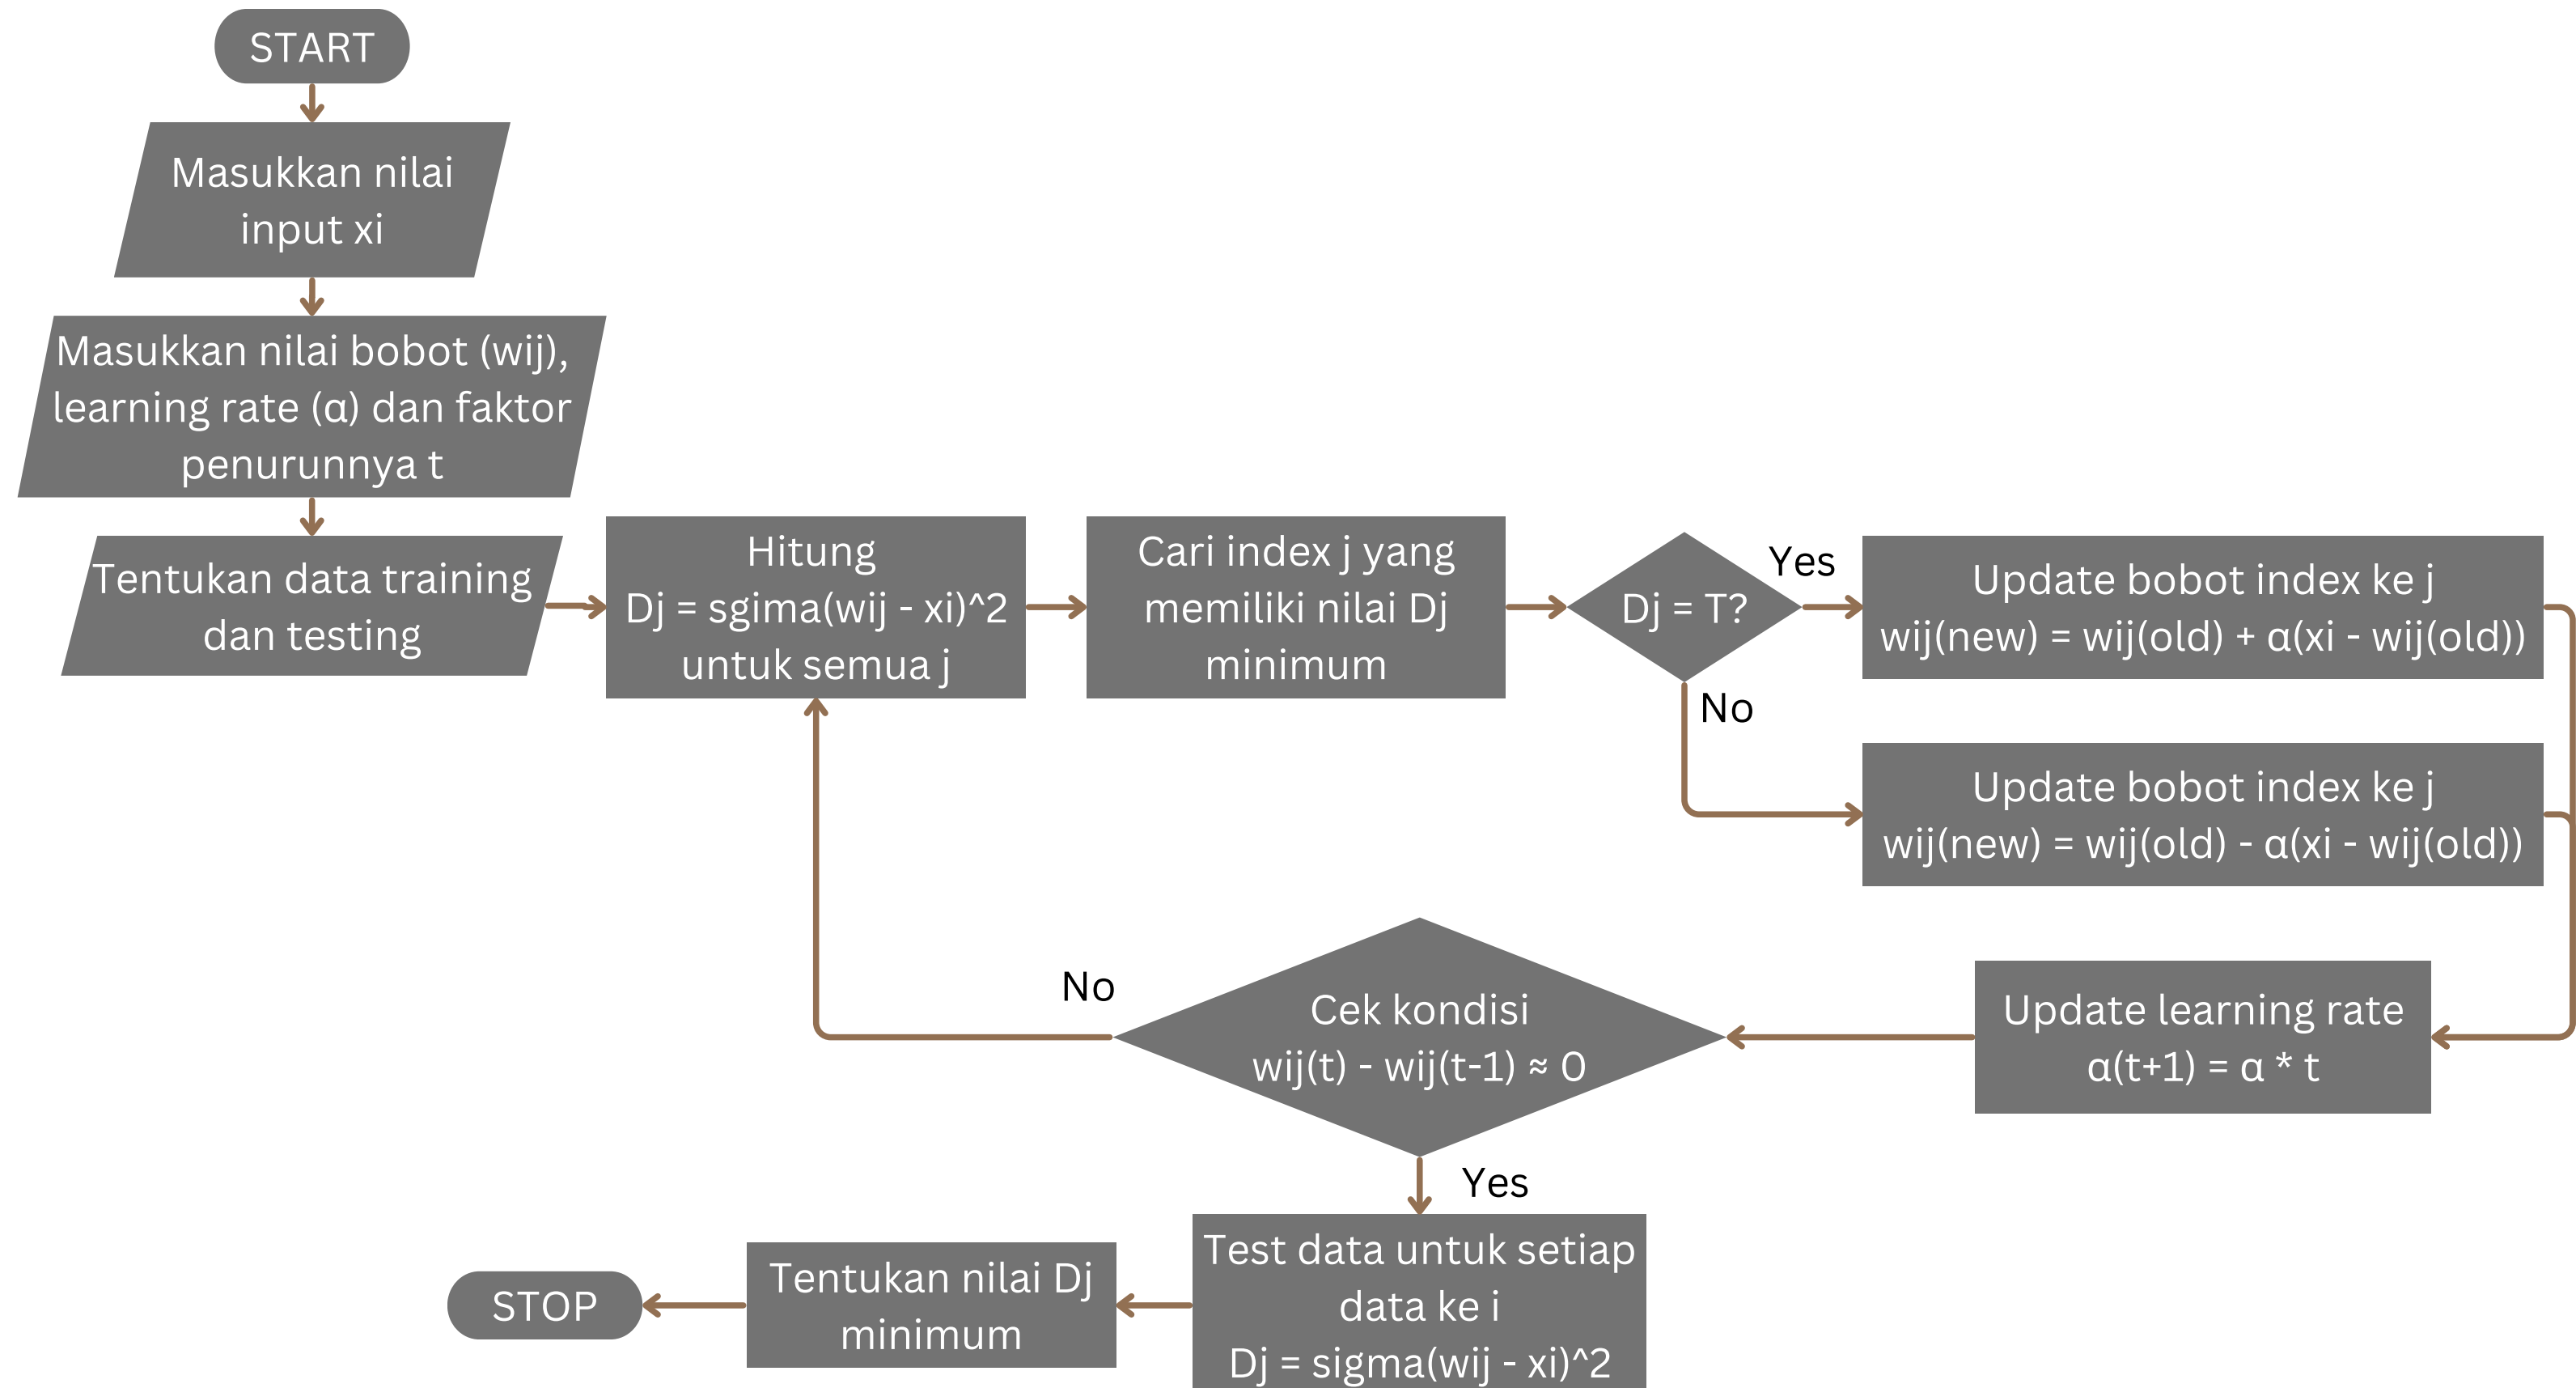 START
Masukkan nilai
input xi
Masukkan nilai bobot (wij),
learning rate (α) dan faktor
penurunnya t
Tentukan data training
dan testing
Hitung
Dj = sgima(wij - xi)^2
untuk semua j
Cari index j yang
memiliki nilai Dj
minimum
Dj = T?
Yes
Update bobot index ke j
wij(new) = wij(old) + α(xi - wij(old))
No
Update bobot index ke j
wij(new) = wij(old) - α(xi - wij(old))
Update learning rate
α(t+1) = α * t
Cek kondisi
wij(t) - wij(t-1) ≈ 0
No
Yes
Test data untuk setiap
data ke i
Dj = sigma(wij - xi)^2
Tentukan nilai Dj
minimum
STOP